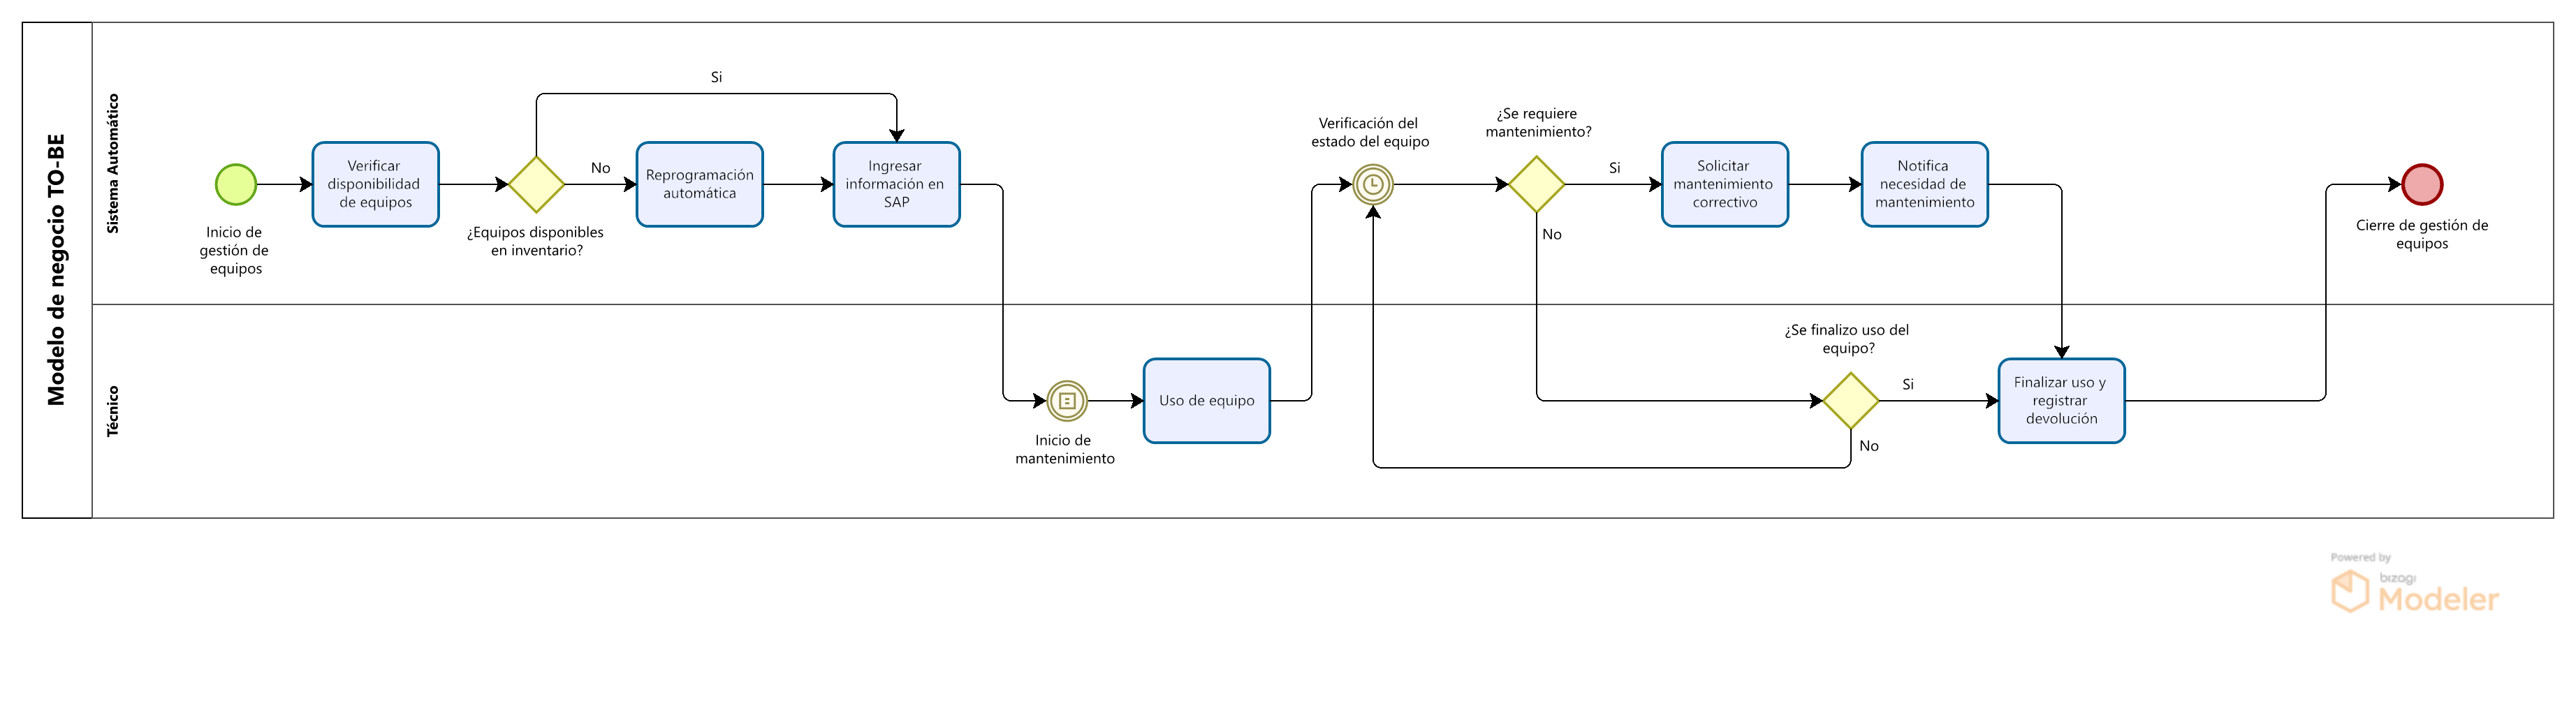 Modelo de negocio TO-BE
Sistema Automático
Inicio de
gestión de
equipos
Verificar
disponibilidad
de equipos
¿Equipos disponibles
en inventario?
Si
No
Reprogramación
automática
Ingresar
información en
SAP
Verificación del
estado del equipo
¿Se requiere
mantenimiento?
Si
No
Solicitar
mantenimiento
correctivo
Notifica
necesidad de
mantenimiento
Cierre de gestión de
equipos
Técnico
Inicio de
mantenimiento
Uso de equipo
¿Se finalizo uso del
equipo?
Si
No
Finalizar uso y
registrar
devolución
Powered by
bizagi
Modeler